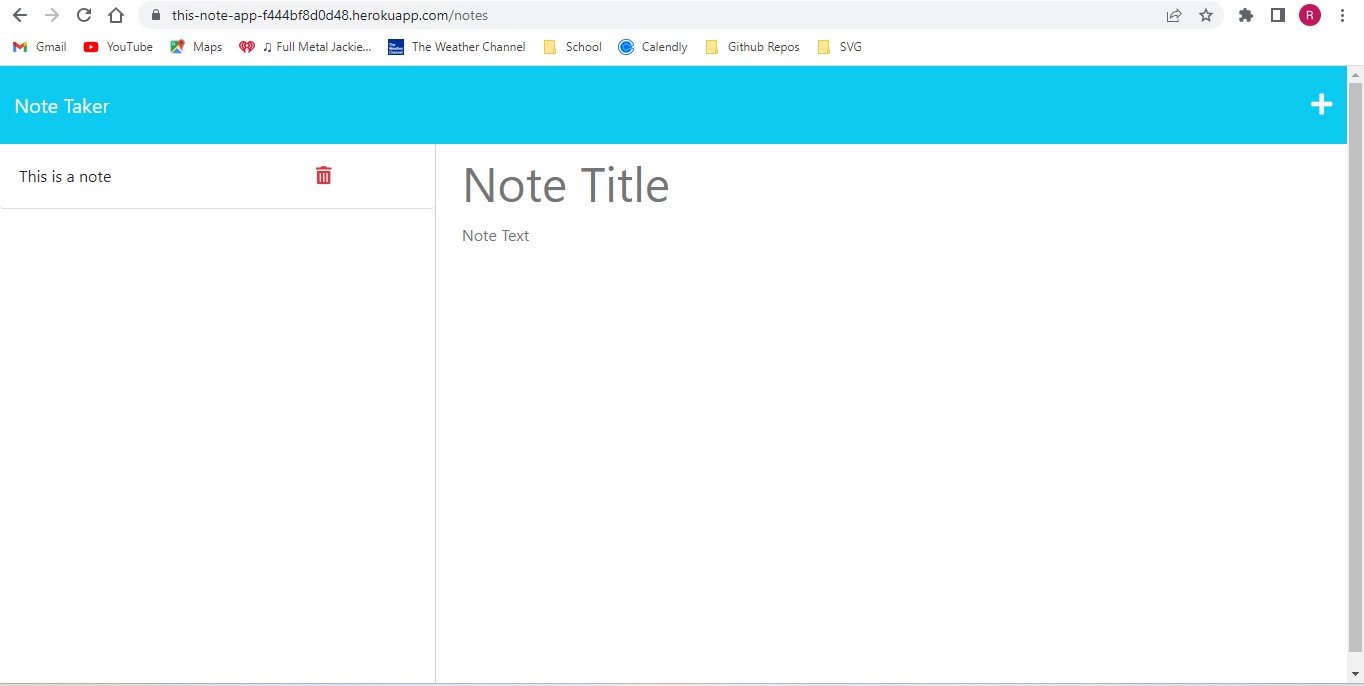 this-note-app-f444bf8d0d48.herokuapp.com/notes
R
Gmail YouTube Maps ♫ Full Metal Jackie... The Weather Channel School Calendly Github Repos SVG
Note Taker
This is a note
Note Title
Note Text